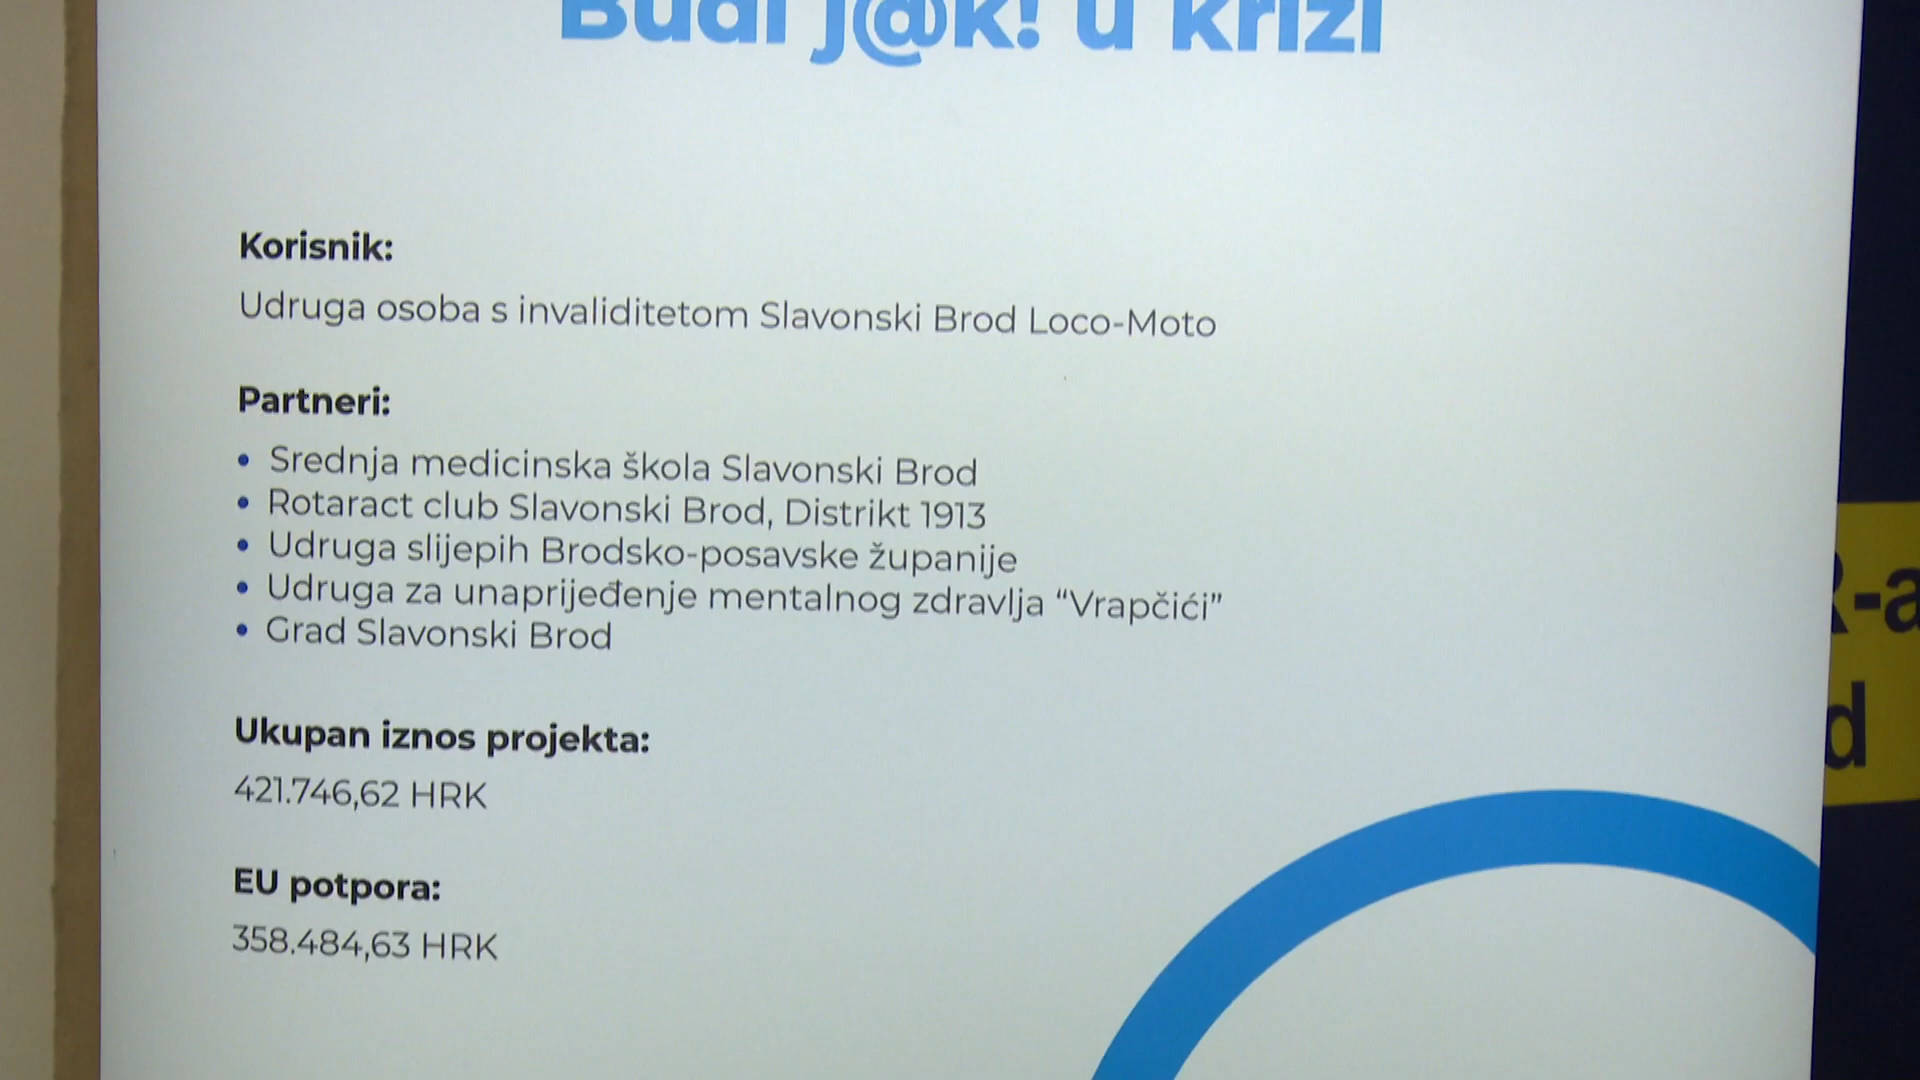 Budi j@k! u krizi
Korisnik:
Udruga osoba s invaliditetom Slavonski Brod Loco-Moto
Partneri:
• Srednja medicinska škola Slavonski Brod
• Rotaract club Slavonski Brod, Distrikt 1913
• Udruga slijepih Brodsko-posavske županije
• Udruga za unaprijeđenje mentalnog zdravlja “Vrapčići”
• Grad Slavonski Brod
Ukupan iznos projekta:
421.746,62 HRK
EU potpora:
358.484,63 HRK